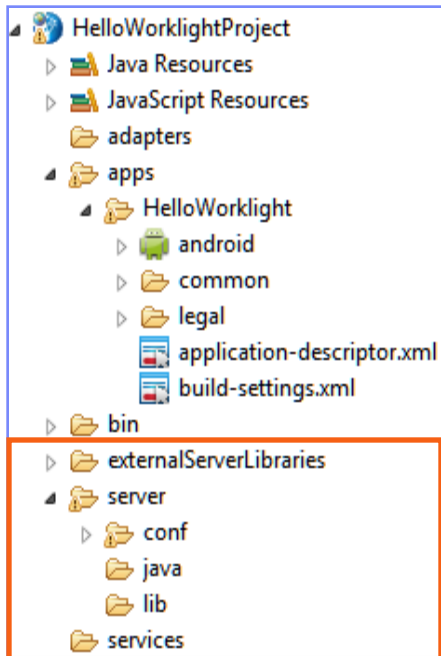 HelloWorklightProject
Java Resources
JavaScript Resources
adapters
apps
HelloWorklight
android
common
legal
application-descriptor.xml
build-settings.xml
bin
externalServerLibraries
server
conf
java
lib
services